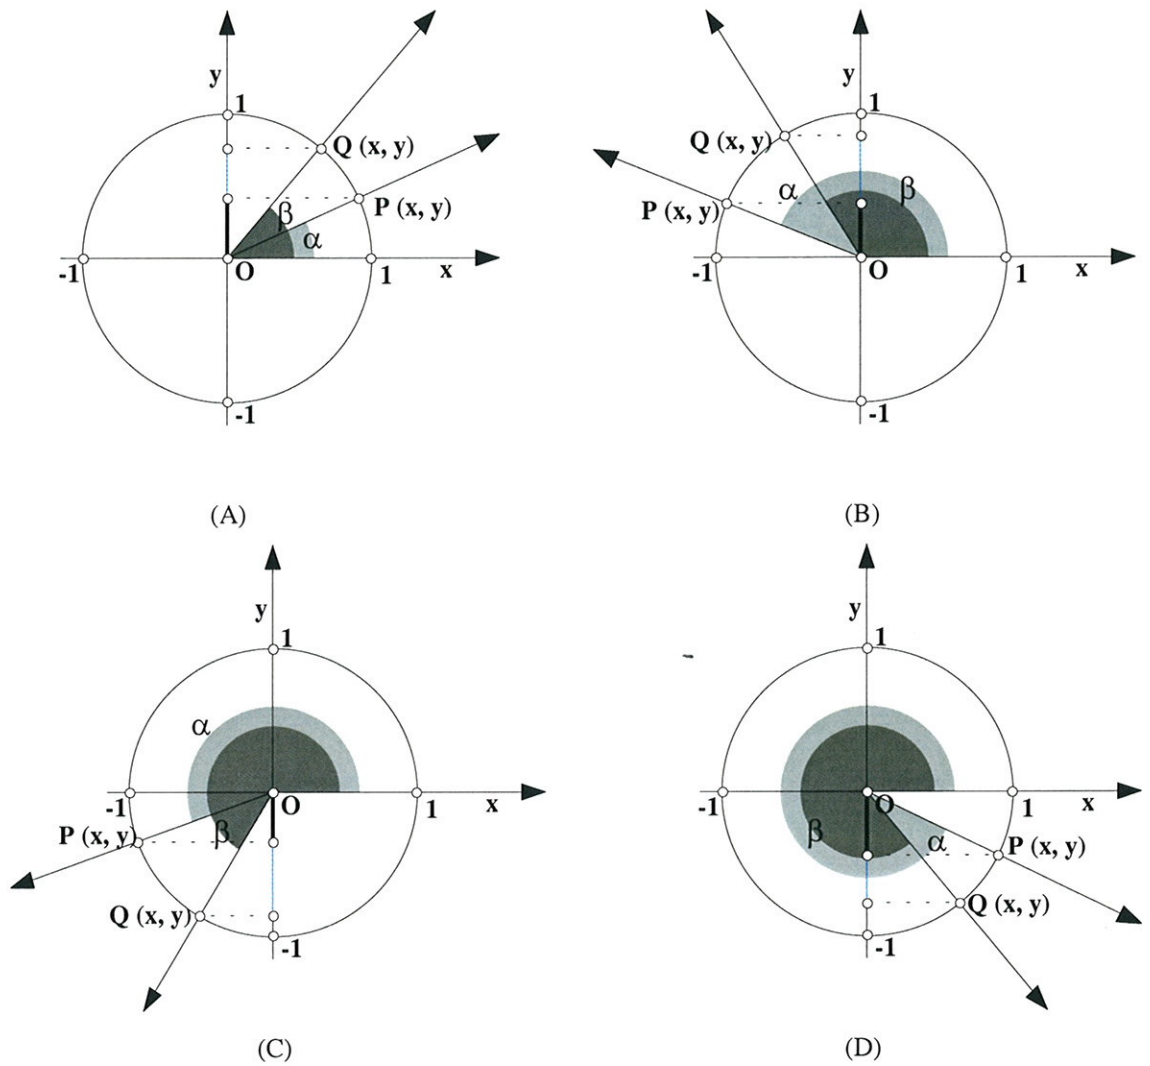 y
1
Q (x, y)
P (x, y)
β
α
-1
O
1
x
-1
(A)
y
1
Q (x, y)
α
β
P (x, y)
-1
O
1
x
-1
(B)
y
1
α
-1
O
1
x
P (x, y)
β
Q (x, y)
-1
(C)
y
1
-1
O
1
x
β
α
P (x, y)
Q (x, y)
-1
(D)